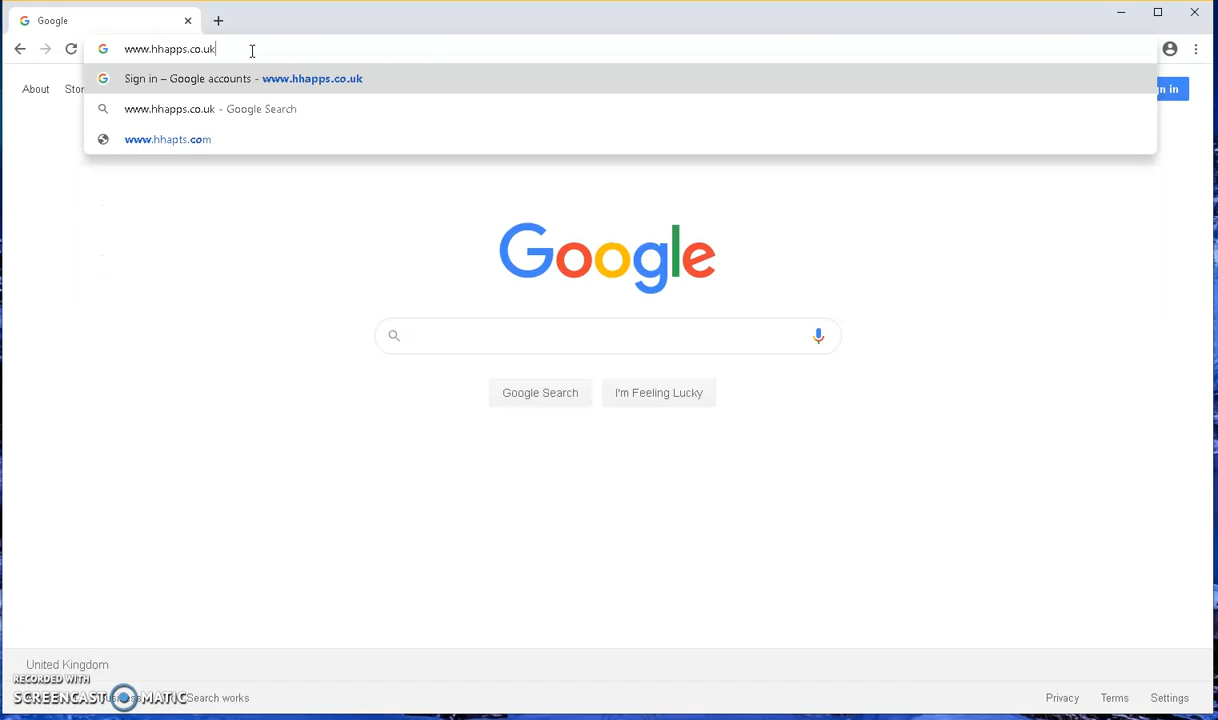 Google
www.hhapps.co.uk
Sign in – Google accounts - www.hhapps.co.uk
www.hhapps.co.uk - Google Search
www.hhapts.com
About
in
Google
Google Search
I'm Feeling Lucky
United Kingdom
RECORDED WITH
SCREENCAST MATIC
Search works
Privacy
Terms
Settings